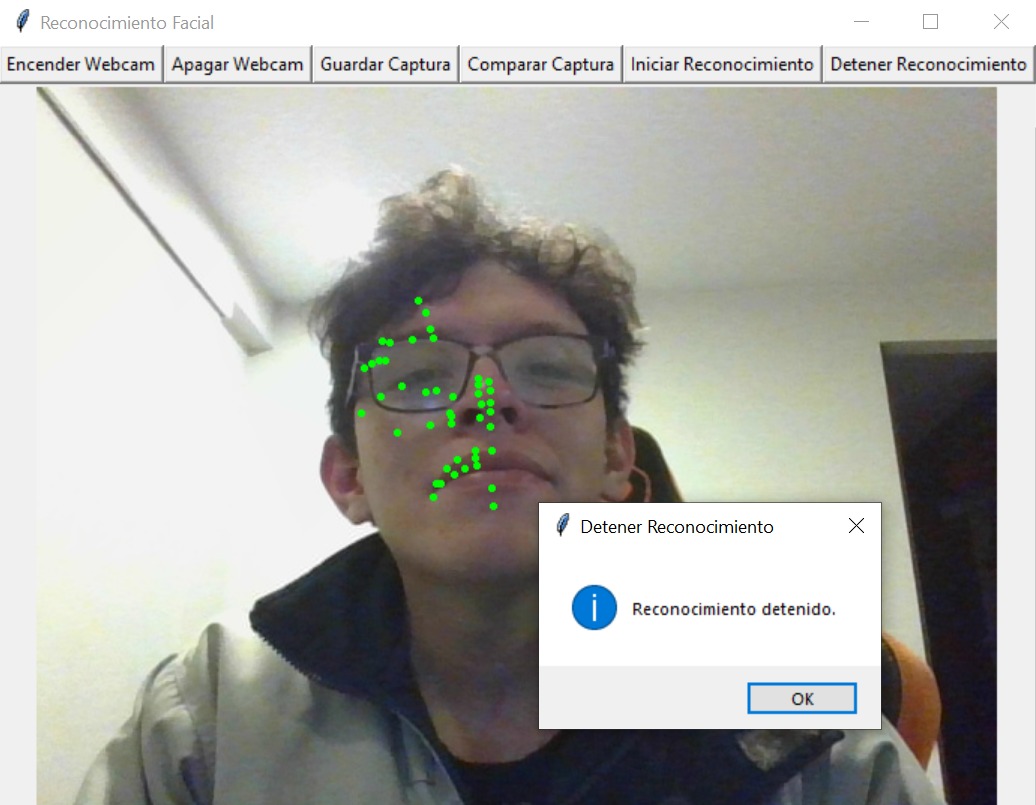 Reconocimiento Facial
Encender Webcam Apagar Webcam Guardar Captura Comparar Captura Iniciar Reconocimiento Detener Reconocimiento
Detener Reconocimiento
Reconocimiento detenido.
OK